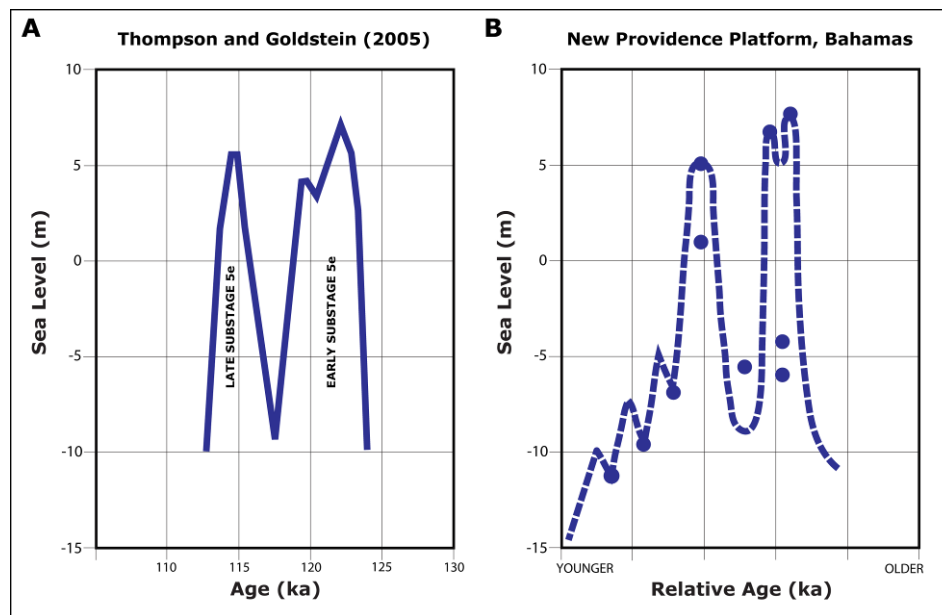 A
Thompson and Goldstein (2005)
Sea Level (m)
10
5
0
-5
-10
-15
LATE SUBSTAGE 5e
EARLY SUBSTAGE 5e
110
115
120
125
130
Age (ka)
B
New Providence Platform, Bahamas
Sea Level (m)
10
5
0
-5
-10
-15
YOUNGER
OLDER
Relative Age (ka)